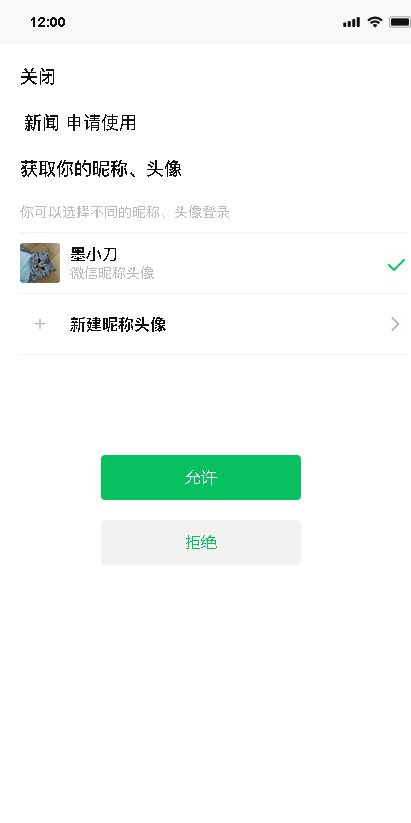 12:00
关闭
新闻 申请使用
获取你的昵称、头像
你可以选择不同的昵称、头像登录
墨小刀
微信昵称头像
新建昵称头像
允许
拒绝